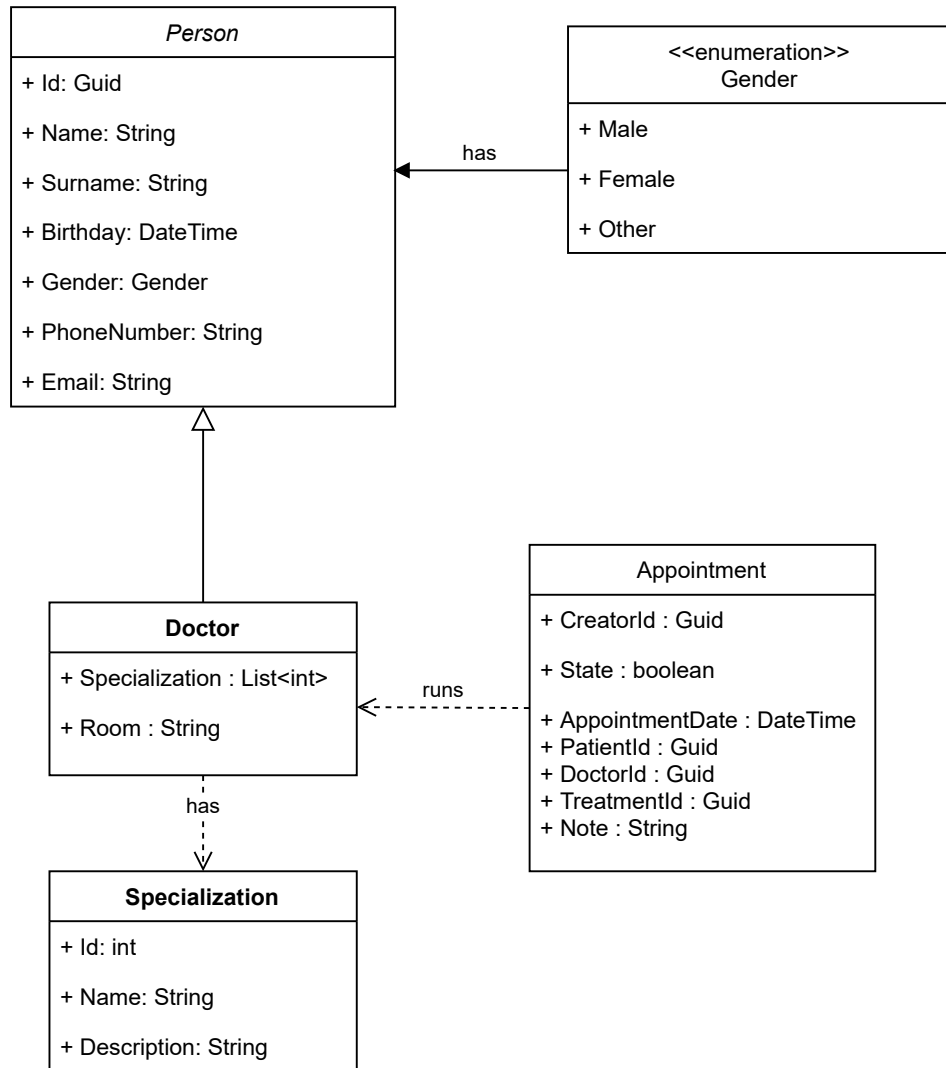 Person
+ Id: Guid
+ Name: String
+ Surname: String
+ Birthday: DateTime
+ Gender: Gender
+ PhoneNumber: String
+ Email: String
has
<<enumeration>>
Gender
+ Male
+ Female
+ Other
Doctor
+ Specialization : List<int>
+ Room : String
runs
Appointment
+ CreatorId : Guid
+ State : boolean
+ AppointmentDate : DateTime
+ PatientId : Guid
+ DoctorId : Guid
+ TreatmentId : Guid
+ Note : String
has
Specialization
+ Id: int
+ Name: String
+ Description: String